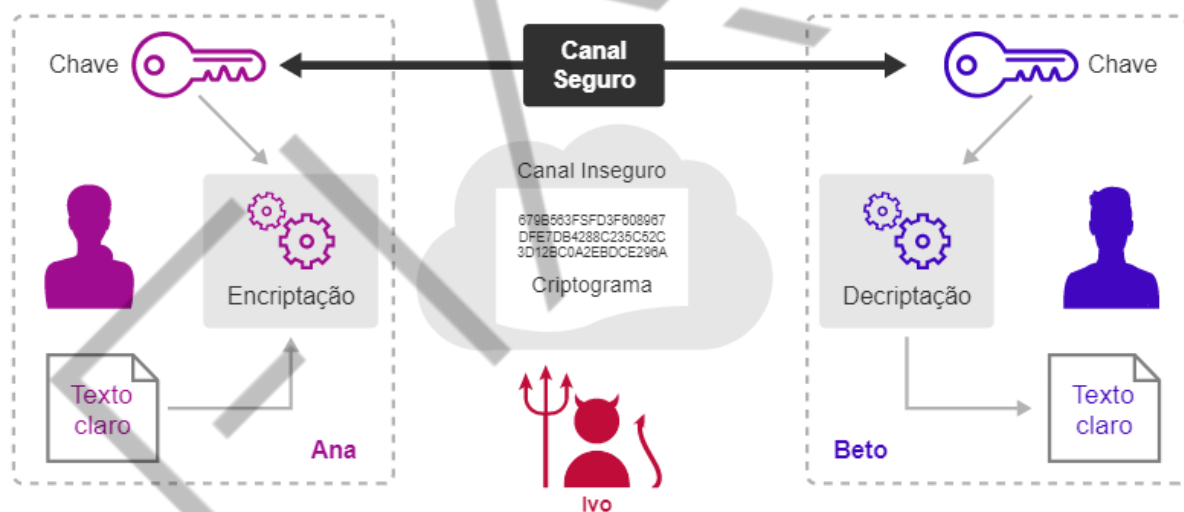 Chave
Canal
Seguro
Chave
Canal Inseguro
679B563FSFD3F608967
DFE7DB4288C235C52C
3D12BC0A2EBDCE296A
Criptograma
Encriptação
Decriptação
Texto
claro
Ana
Beto
Texto
claro
Ivo